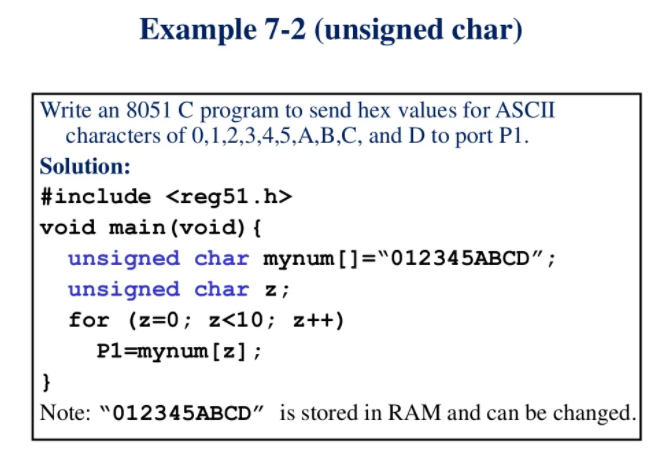 Example 7-2 (unsigned char)
Write an 8051 C program to send hex values for ASCII
characters of 0,1,2,3,4,5,A,B,C, and D to port P1.
Solution:
#include <reg51.h>
void main(void){
unsigned char mynum[]=“012345ABCD”;
unsigned char z;
for (z=0; z<10; z++)
P1=mynum[z];
}
Note: “012345ABCD” is stored in RAM and can be changed.